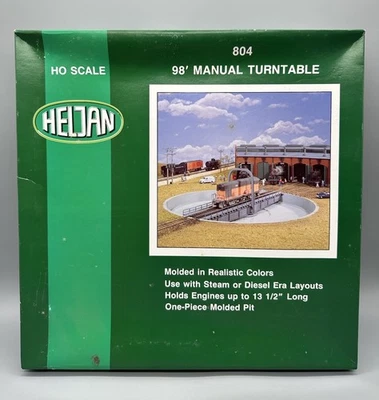 804
HO SCALE
98' MANUAL TURNTABLE
HELJAN
Molded in Realistic Colors
Use with Steam or Diesel Era Layouts
Holds Engines up to 13 1/2" Long
One-Piece Molded Pit